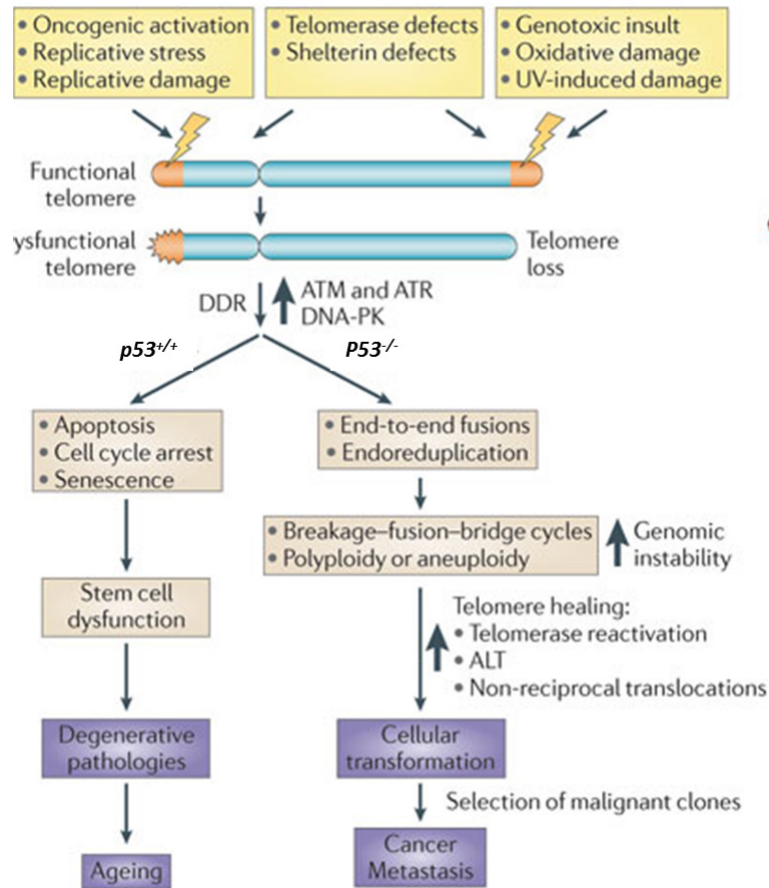 • Oncogenic activation
• Replicative stress
• Replicative damage
• Telomerase defects
• Shelterin defects
• Genotoxic insult
• Oxidative damage
• UV-induced damage
Functional
telomere
ysfunctional
telomere
Telomere
loss
DDR
ATM and ATR
DNA-PK
p53+/+
P53-/-
• Apoptosis
• Cell cycle arrest
• Senescence
• End-to-end fusions
• Endoreduplication
• Breakage–fusion–bridge cycles
• Polyploidy or aneuploidy
Genomic
instability
Stem cell
dysfunction
Telomere healing:
• Telomerase reactivation
• ALT
• Non-reciprocal translocations
Degenerative
pathologies
Cellular
transformation
Selection of malignant clones
Ageing
Cancer
Metastasis